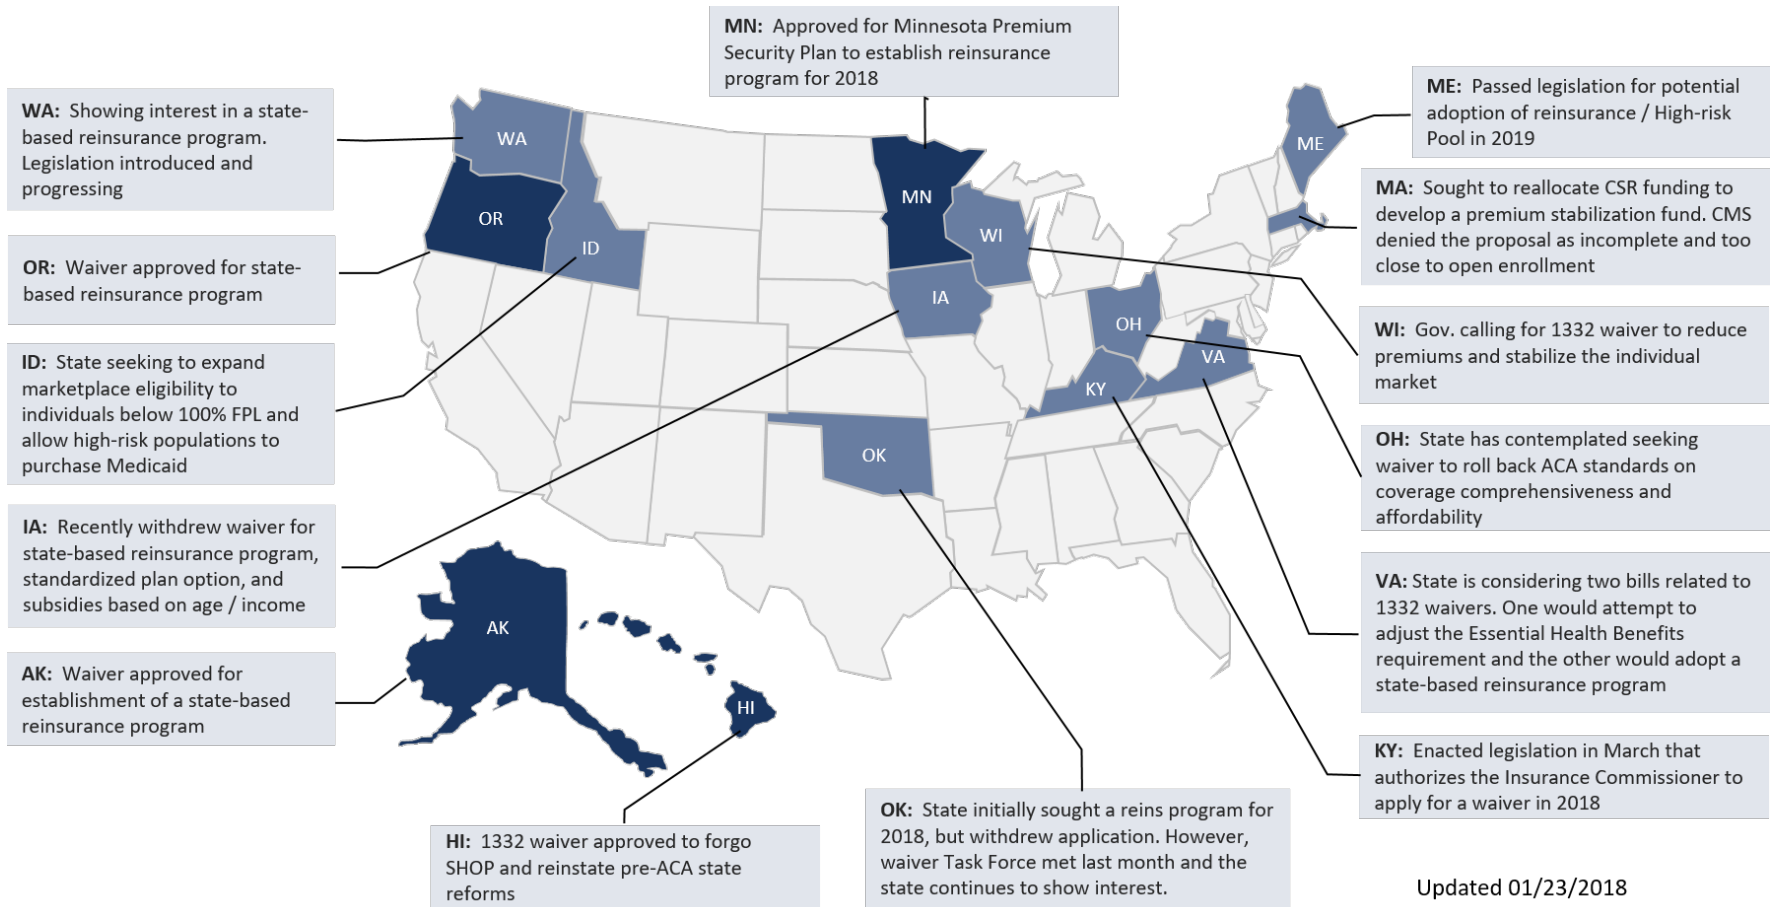 MN: Approved for Minnesota Premium
Security Plan to establish reinsurance
program for 2018
WA: Showing interest in a state-
based reinsurance program.
Legislation introduced and
progressing
OR: Waiver approved for state-
based reinsurance program
ID: State seeking to expand
marketplace eligibility to
individuals below 100% FPL and
allow high-risk populations to
purchase Medicaid
IA: Recently withdrew waiver for
state-based reinsurance program,
standardized plan option, and
subsidies based on age / income
AK: Waiver approved for
establishment of a state-based
reinsurance program
HI: 1332 waiver approved to forgo
SHOP and reinstate pre-ACA state
reforms
OK: State initially sought a reins program for
2018, but withdrew application. However,
waiver Task Force met last month and the
state continues to show interest.
ME: Passed legislation for potential
adoption of reinsurance / High-risk
Pool in 2019
MA: Sought to reallocate CSR funding to
develop a premium stabilization fund. CMS
denied the proposal as incomplete and too
close to open enrollment
WI: Gov. calling for 1332 waiver to reduce
premiums and stabilize the individual
market
OH: State has contemplated seeking
waiver to roll back ACA standards on
coverage comprehensiveness and
affordability
VA: State is considering two bills related to
1332 waivers. One would attempt to
adjust the Essential Health Benefits
requirement and the other would adopt a
state-based reinsurance program
KY: Enacted legislation in March that
authorizes the Insurance Commissioner to
apply for a waiver in 2018
WA
OR
ID
MN
WI
IA
OH
VA
KY
OK
ME
AK
HI
Updated 01/23/2018